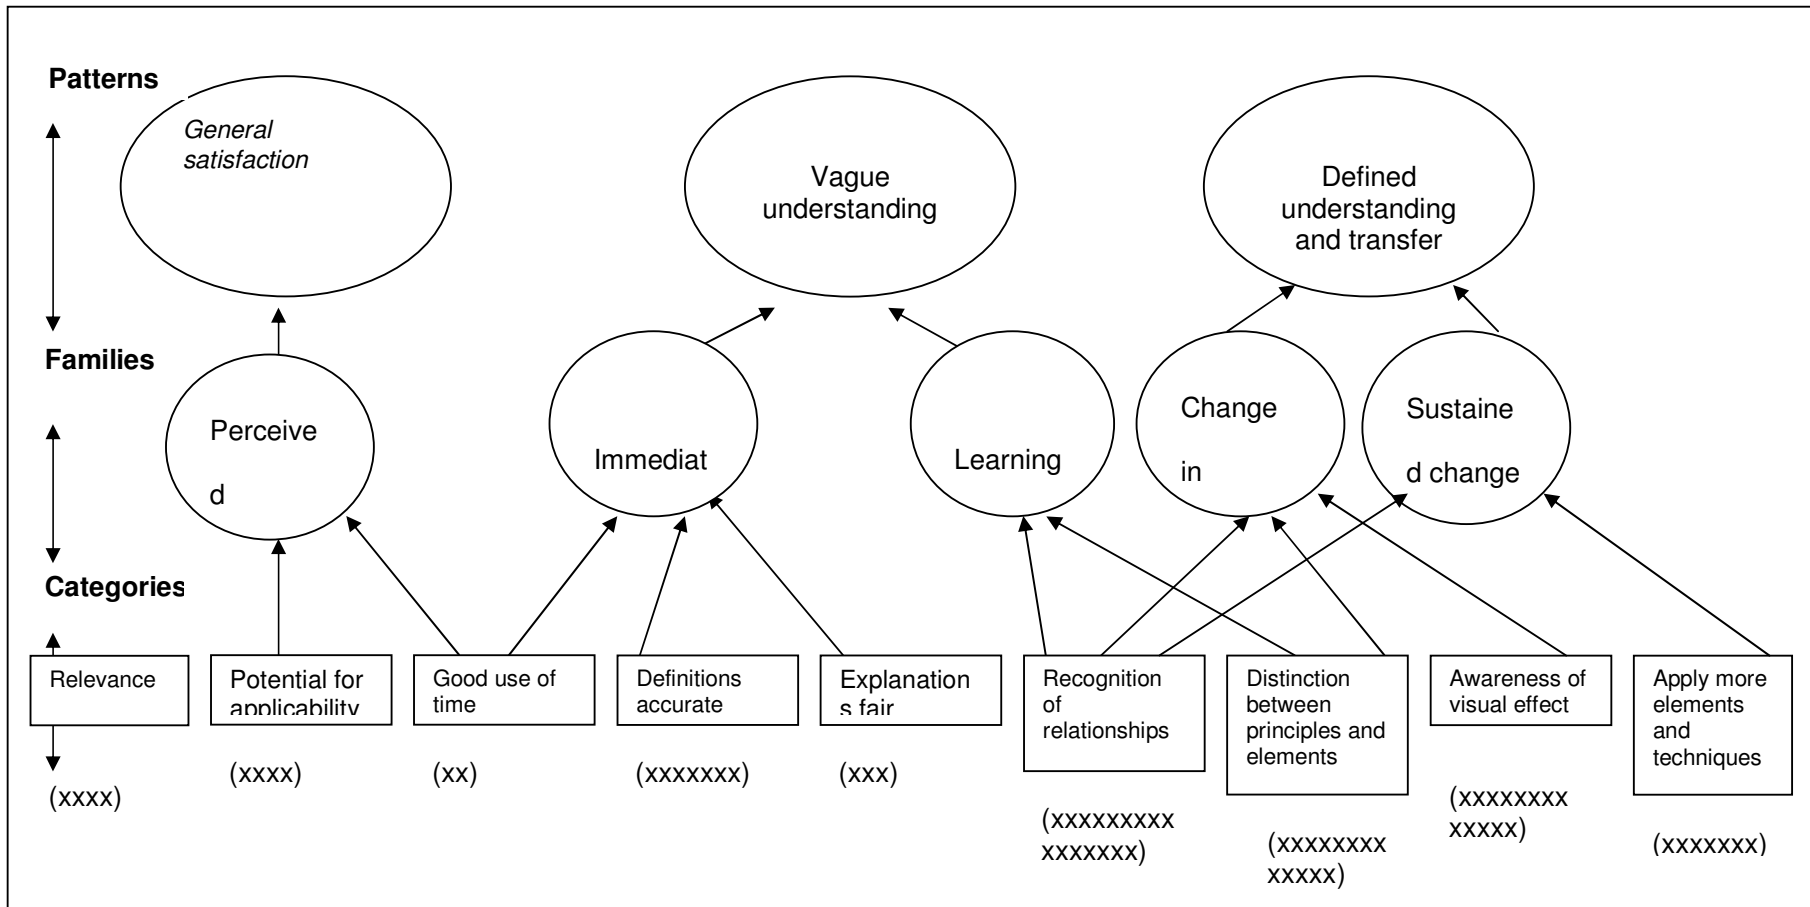 Patterns
General
satisfaction
Vague
understanding
Defined
understanding
and transfer
Families
Perceive
d
Immediat
Learning
Change
in
Sustaine
d change
Categories
Relevance
Potential for
applicability
Good use of
time
Definitions
accurate
Explanation
s fair
Recognition
of
relationships
Distinction
between
principles and
elements
Awareness of
visual effect
Apply more
elements
and
techniques
(xxxx)
(xxxx)
(xx)
(xxxxxxx)
(xxx)
(xxxxxxxxx
xxxxxxx)
(xxxxxxxx
xxxxx)
(xxxxxxxx
xxxxx)
(xxxxxxx)